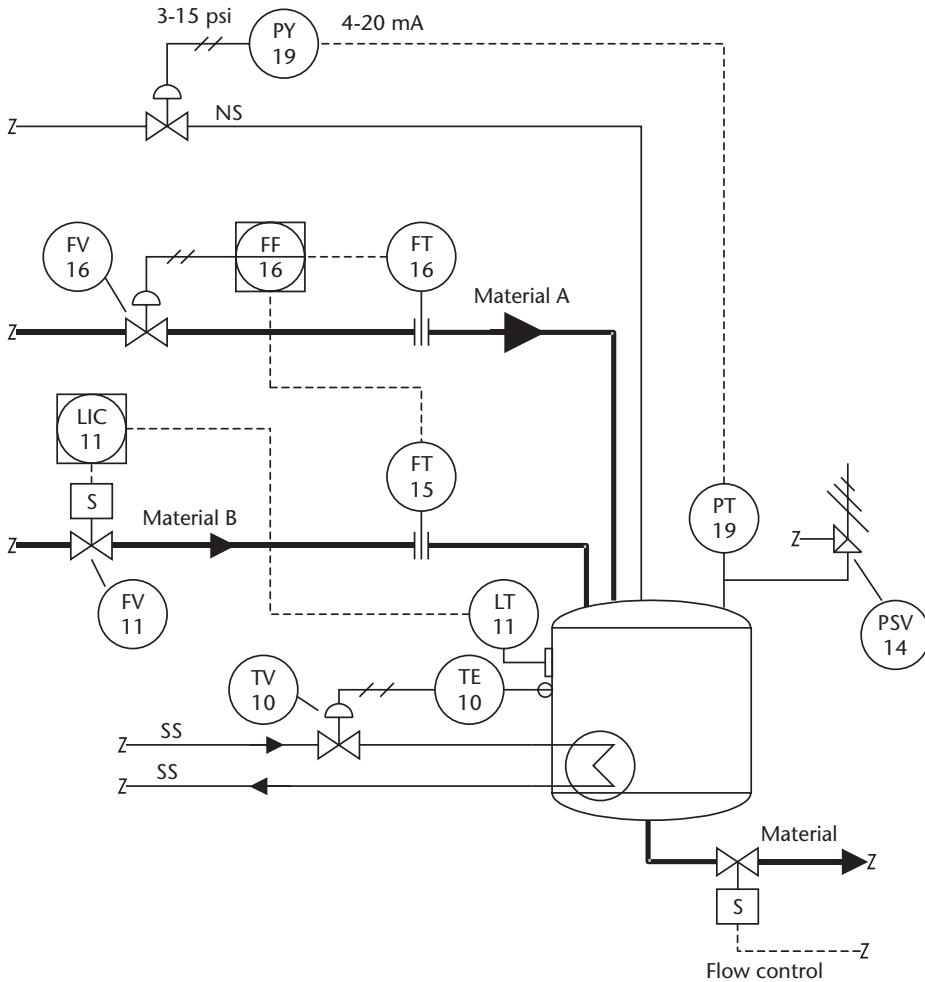 3-15 psi
PY
19
4-20 mA
NS
FV
16
FF
16
FT
16
Material A
LIC
11
S
Material B
FT
15
FV
11
PT
19
LT
11
PSV
14
TV
10
TE
10
SS
SS
Material
S
Flow control